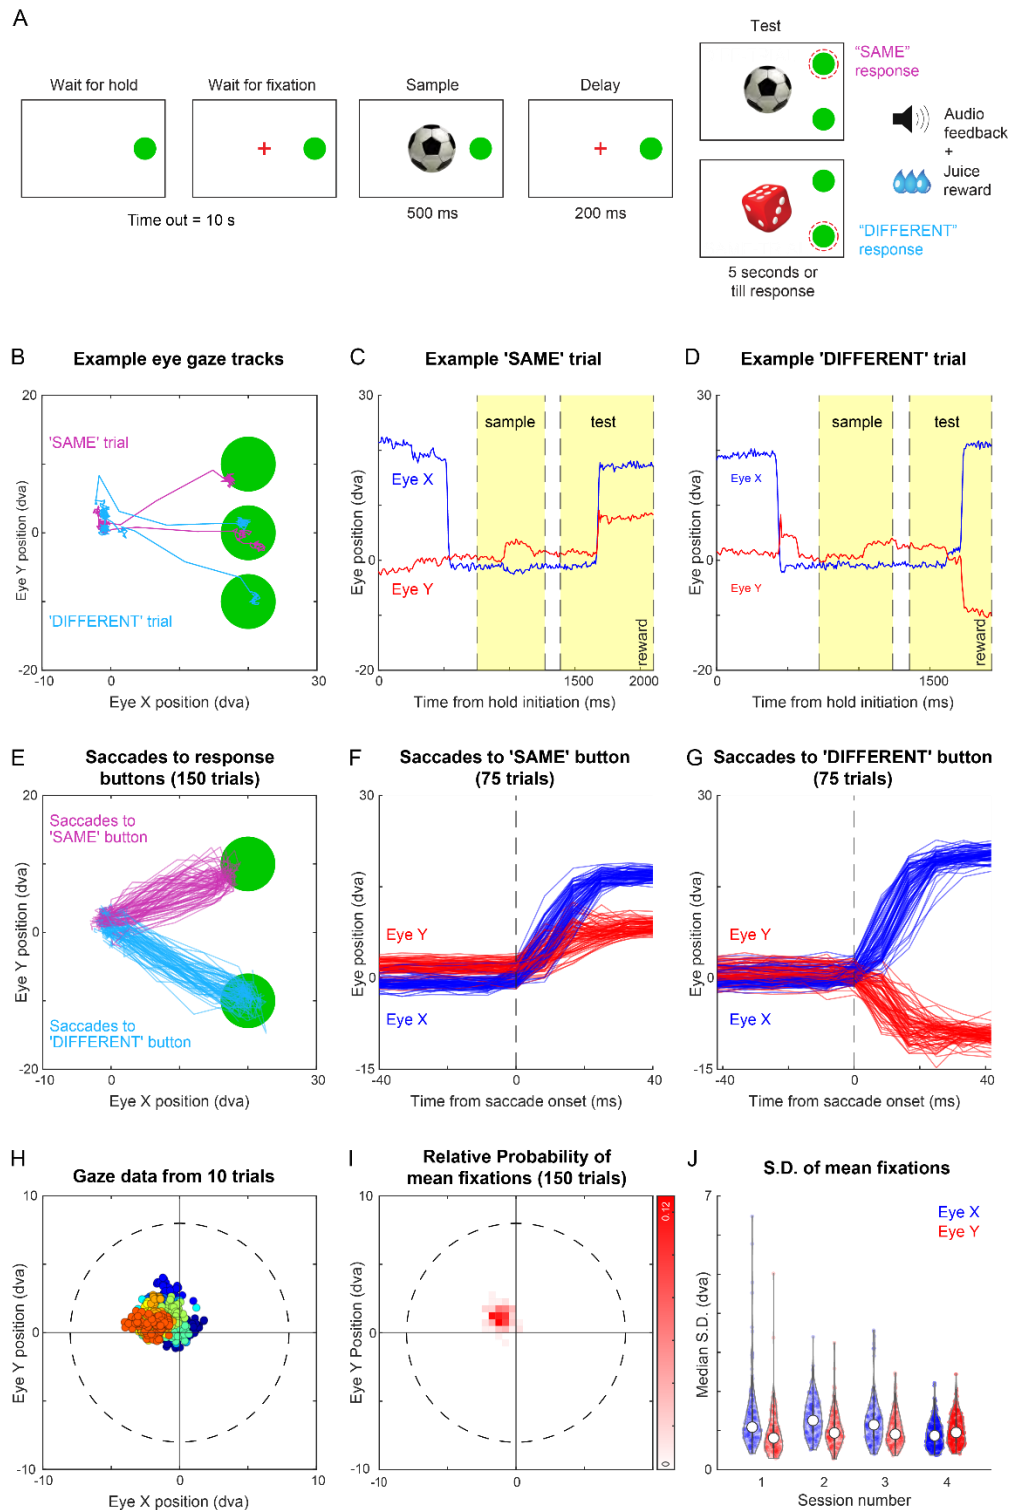 A
Wait for hold
Wait for fixation
Sample
Delay
Test
"SAME"
response
Audio
feedback
+
Juice
reward
"DIFFERENT"
response
Time out = 10 s
500 ms
200 ms
5 seconds or
till response
B
Example eye gaze tracks
20
0
-20
Eye Y position (dva)
'SAME' trial
'DIFFERENT' trial
-10
0
30
Eye X position (dva)
C
Example 'SAME' trial
30
0
-20
Eye position (dva)
sample
test
Eye X
Eye Y
reward
0
1500
2000
Time from hold initiation (ms)
D
Example 'DIFFERENT' trial
30
0
-20
Eye position (dva)
sample
test
Eye X
Eye Y
reward
0
1500
Time from hold initiation (ms)
E
Saccades to response
buttons (150 trials)
20
0
-20
Eye Y position (dva)
Saccades to
'SAME' button
Saccades to
'DIFFERENT' button
-10
0
30
Eye X position (dva)
F
Saccades to 'SAME' button
(75 trials)
30
0
-15
Eye position (dva)
Eye Y
Eye X
-40
0
40
Time from saccade onset (ms)
G
Saccades to 'DIFFERENT' button
(75 trials)
30
0
-15
Eye position (dva)
Eye Y
Eye X
-40
0
40
Time from saccade onset (ms)
H
Gaze data from 10 trials
10
0
-10
Eye Y Position (dva)
-10
0
10
Eye X position (dva)
I
Relative Probability of
mean fixations (150 trials)
10
0
-10
Eye Y Position (dva)
0.12
0
0
Eye X position (dva)
J
S.D. of mean fixations
7
0
Median S.D. (dva)
Eye X
Eye Y
1
2
3
4
Session number